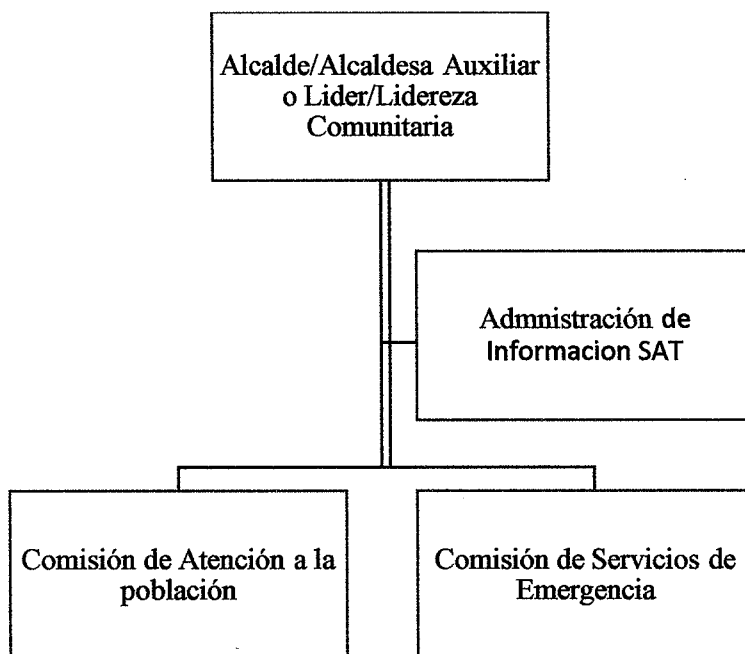 Alcalde/Alcaldesa Auxiliar
o Lider/Lidereza
Comunitaria
Admnistración de
Informacion SAT
Comisión de Atención a la
población
Comisión de Servicios de
Emergencia